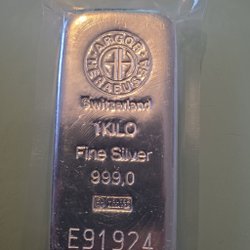 ARGOR
HERAEUS
Switzerland
1KILO
Fine Silver
999,0
E91924